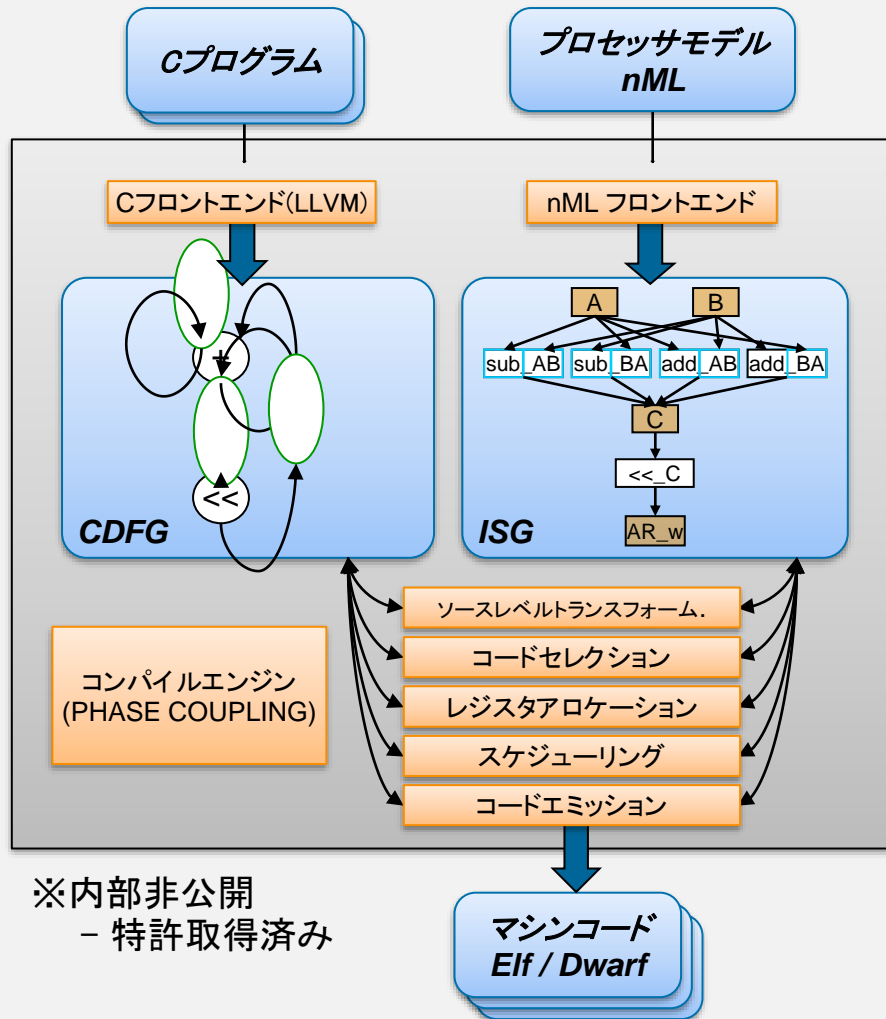 Cプログラム
プロセッサモデル
nML
Cフロントエンド(LLVM)
nML フロントエンド
+
<<
CDFG
A
B
sub_AB
sub_BA
add_AB
add_BA
C
<<_C
AR_w
ISG
ソースレベルトランスフォーム.
コードセレクション
レジスタアロケーション
スケジューリング
コードエミッション
コンパイルエンジン
(PHASE COUPLING)
※内部非公開
– 特許取得済み
マシンコード
Elf / Dwarf